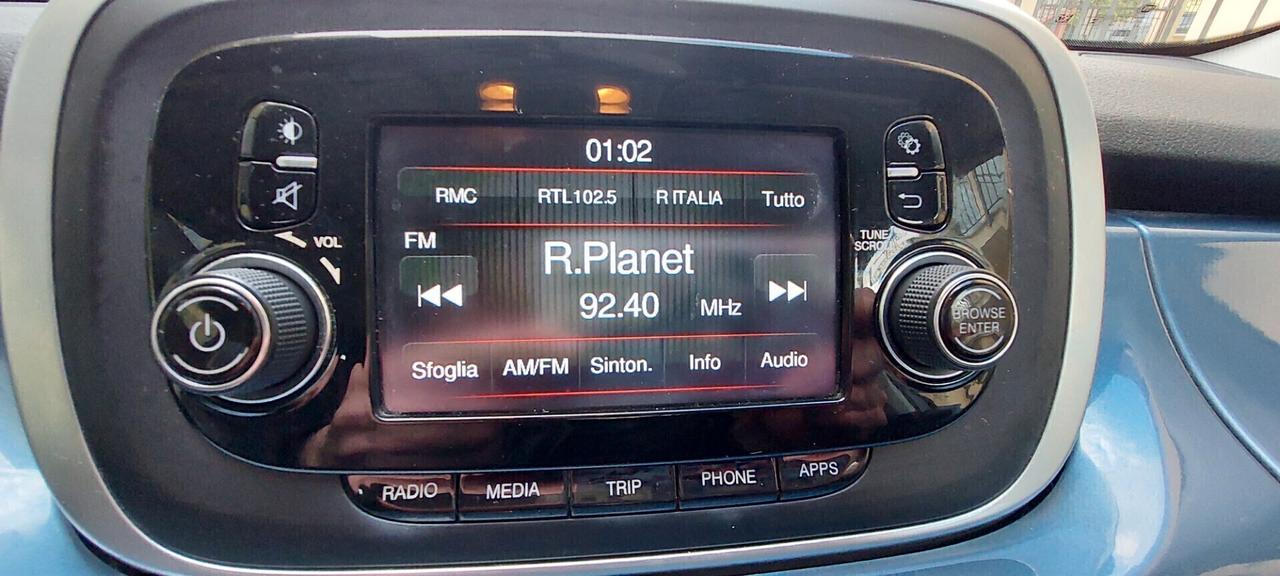 01:02
RMC RTL102.5 R ITALIA Tutto
FM
R.Planet
92.40 MHz
Sfoglia AM/FM Sinton. Info Audio
VOL
TUNE
SCROLL
BROWSE
ENTER
RADIO MEDIA TRIP PHONE APPS